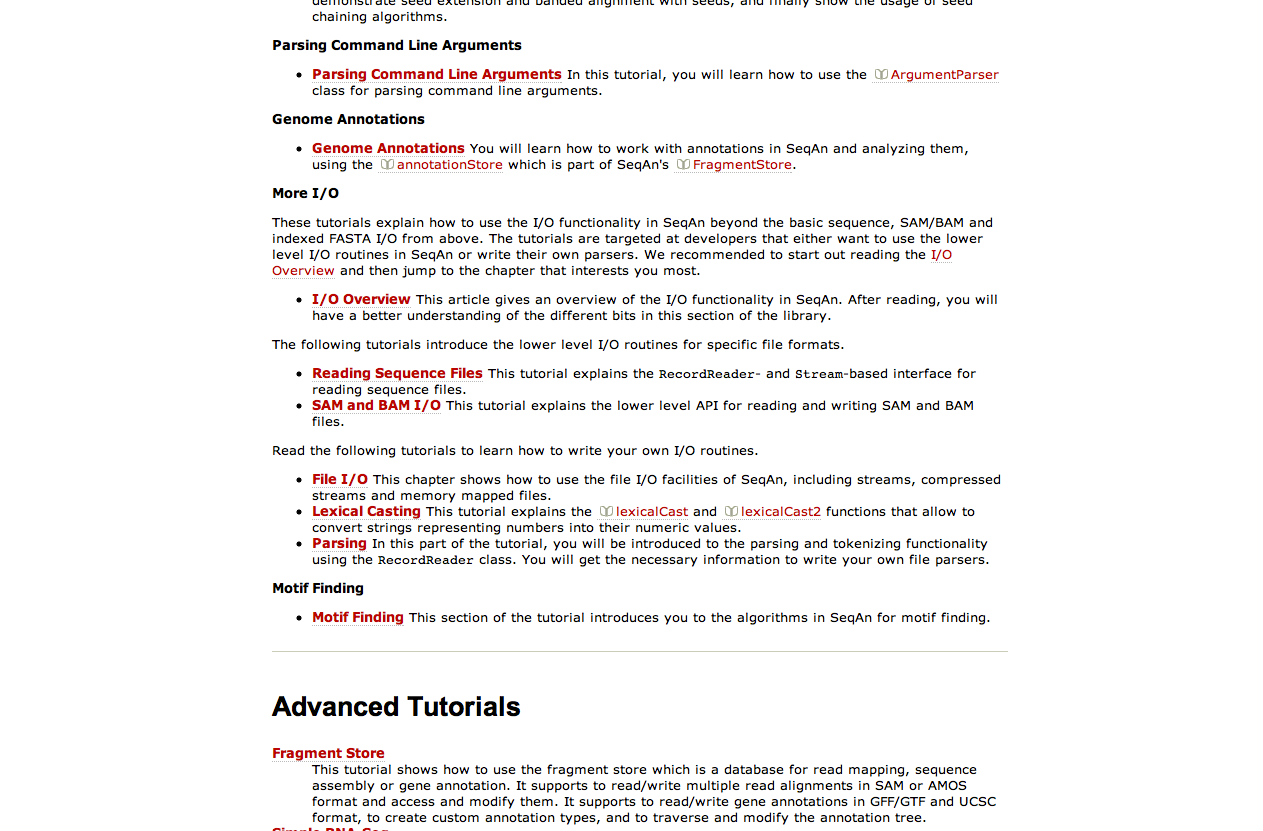 demonstrate seed extension and banded alignment with seeds, and finally show the usage of seed
chaining algorithms.
Parsing Command Line Arguments
• Parsing Command Line Arguments In this tutorial, you will learn how to use the ArgumentParser
class for parsing command line arguments.
Genome Annotations
• Genome Annotations You will learn how to work with annotations in SeqAn and analyzing them,
using the annotationStore which is part of SeqAn's FragmentStore.
More I/O
These tutorials explain how to use the I/O functionality in SeqAn beyond the basic sequence, SAM/BAM and
indexed FASTA I/O from above. The tutorials are targeted at developers that either want to use the lower
level I/O routines in SeqAn or write their own parsers. We recommended to start out reading the I/O
Overview and then jump to the chapter that interests you most.
• I/O Overview This article gives an overview of the I/O functionality in SeqAn. After reading, you will
have a better understanding of the different bits in this section of the library.
The following tutorials introduce the lower level I/O routines for specific file formats.
• Reading Sequence Files This tutorial explains the RecordReader- and Stream-based interface for
reading sequence files.
• SAM and BAM I/O This tutorial explains the lower level API for reading and writing SAM and BAM
files.
Read the following tutorials to learn how to write your own I/O routines.
• File I/O This chapter shows how to use the file I/O facilities of SeqAn, including streams, compressed
streams and memory mapped files.
• Lexical Casting This tutorial explains the lexicalCast and lexicalCast2 functions that allow to
convert strings representing numbers into their numeric values.
• Parsing In this part of the tutorial, you will be introduced to the parsing and tokenizing functionality
using the RecordReader class. You will get the necessary information to write your own file parsers.
Motif Finding
• Motif Finding This section of the tutorial introduces you to the algorithms in SeqAn for motif finding.
Advanced Tutorials
Fragment Store
This tutorial shows how to use the fragment store which is a database for read mapping, sequence
assembly or gene annotation. It supports to read/write multiple read alignments in SAM or AMOS
format and access and modify them. It supports to read/write gene annotations in GFF/GTF and UCSC
format, to create custom annotation types, and to traverse and modify the annotation tree.
Simple RNA-Seq